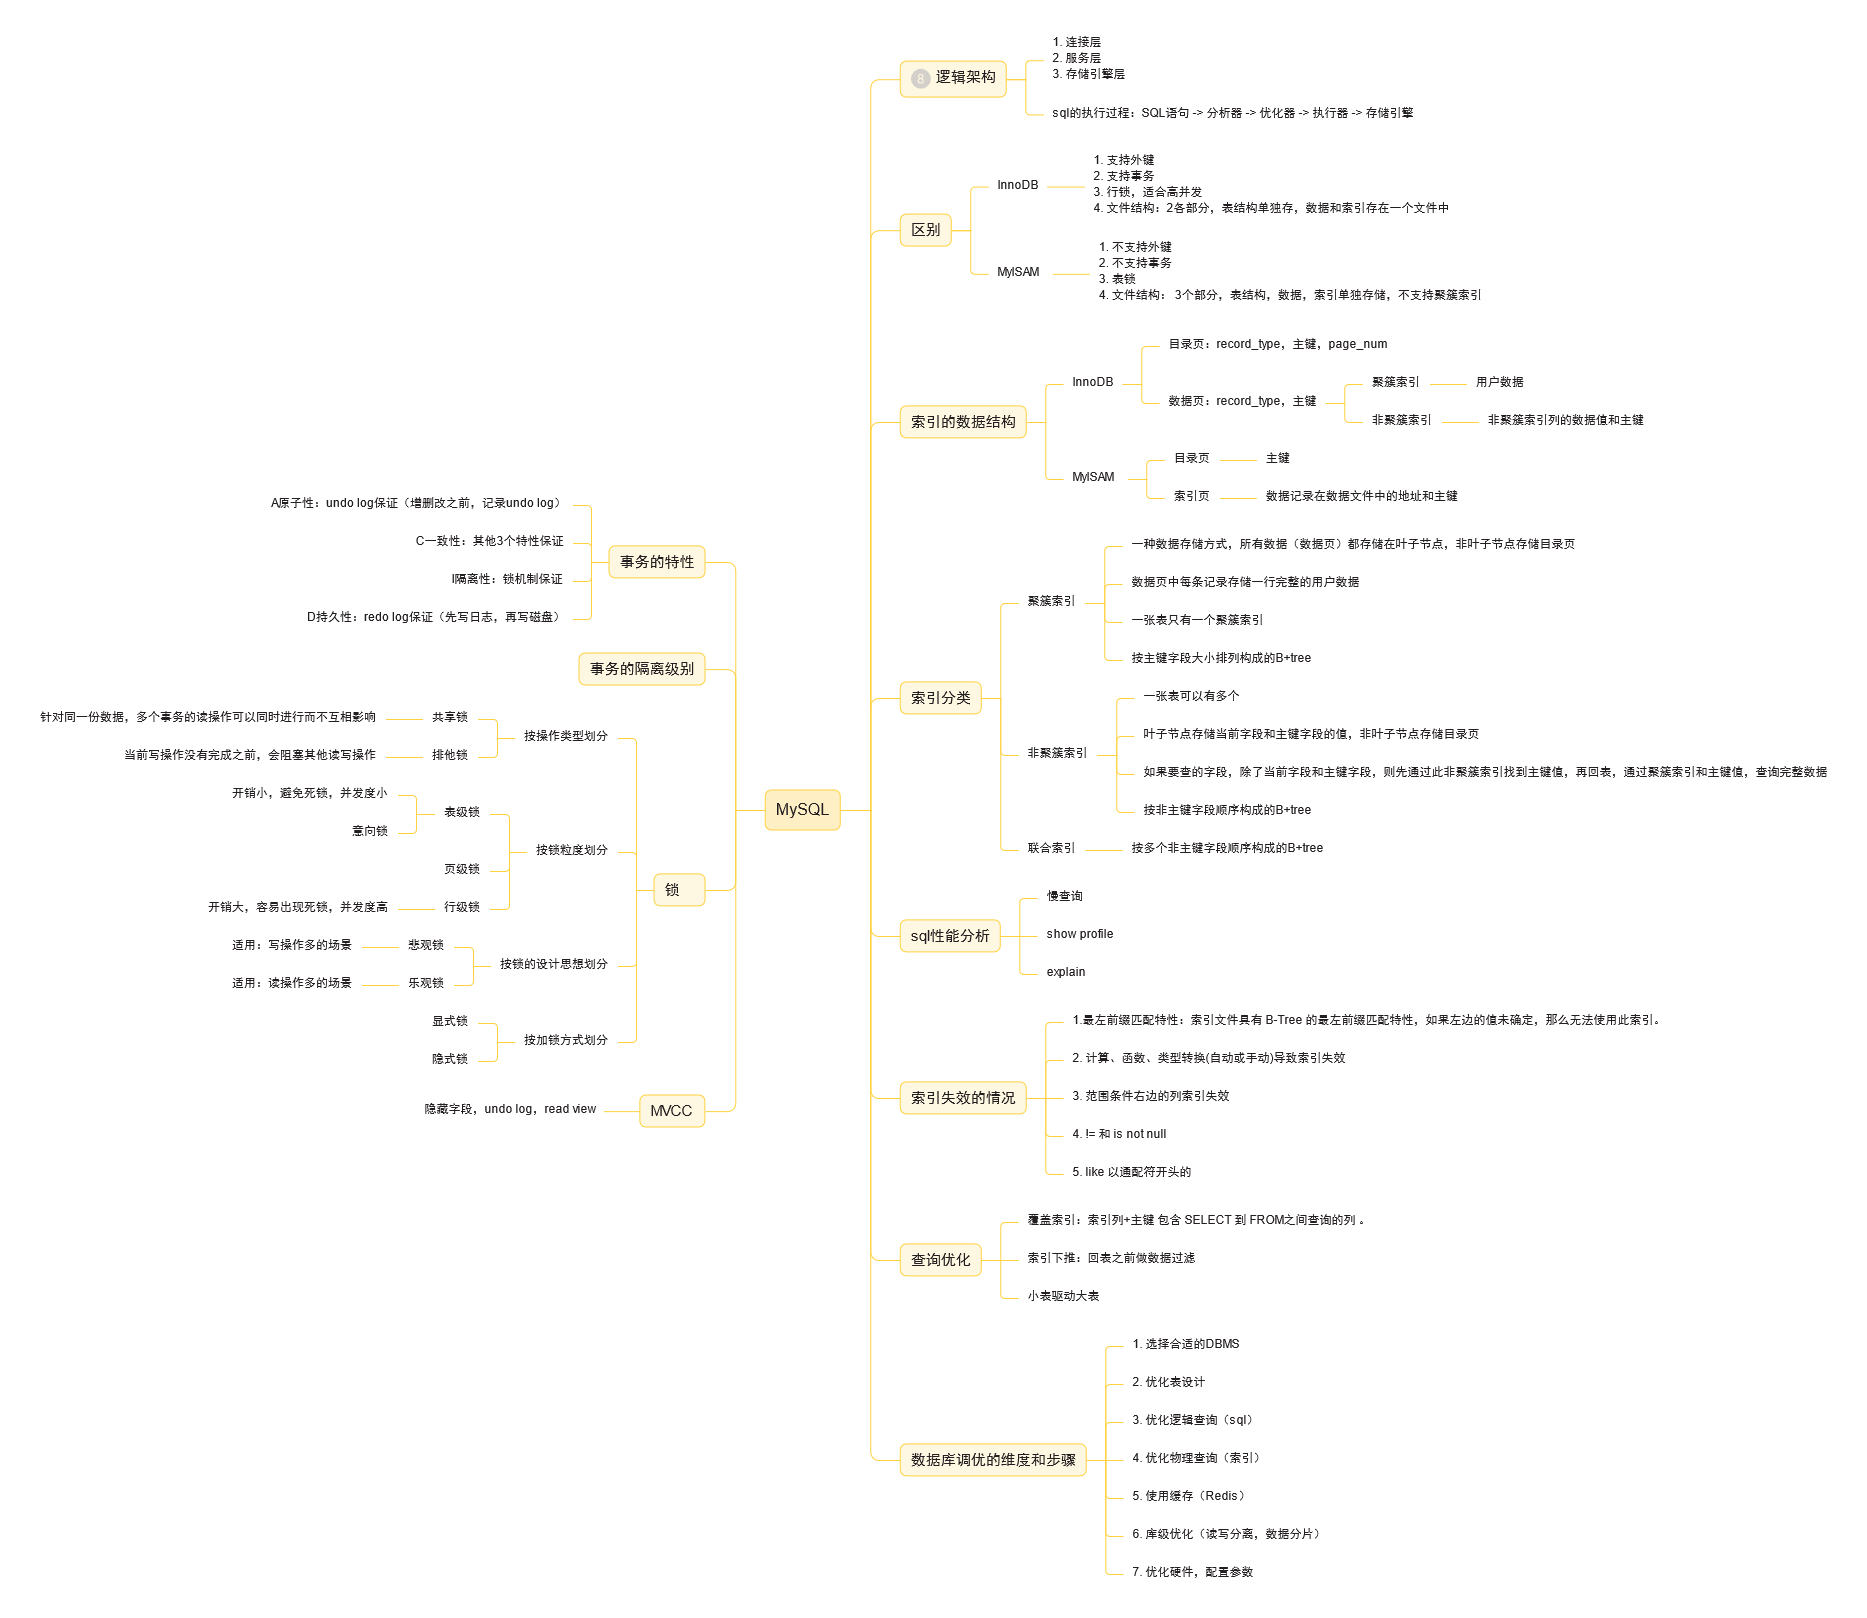 MySQL
8 逻辑架构
1. 连接层
2. 服务层
3. 存储引擎层
sql的执行过程：SQL语句 -> 分析器 -> 优化器 -> 执行器 -> 存储引擎
区别
InnoDB
1. 支持外键
2. 支持事务
3. 行锁，适合高并发
4. 文件结构：2各部分，表结构单独存，数据和索引存在一个文件中
MyISAM
1. 不支持外键
2. 不支持事务
3. 表锁
4. 文件结构： 3个部分，表结构，数据，索引单独存储，不支持聚簇索引
索引的数据结构
InnoDB
目录页：record_type，主键，page_num
数据页：record_type，主键
聚簇索引
用户数据
非聚簇索引
非聚簇索引列的数据值和主键
MyISAM
目录页
主键
索引页
数据记录在数据文件中的地址和主键
索引分类
聚簇索引
一种数据存储方式，所有数据（数据页）都存储在叶子节点，非叶子节点存储目录页
数据页中每条记录存储一行完整的用户数据
一张表只有一个聚簇索引
按主键字段大小排列构成的B+tree
非聚簇索引
一张表可以有多个
叶子节点存储当前字段和主键字段的值，非叶子节点存储目录页
如果要查的字段，除了当前字段和主键字段，则先通过此非聚簇索引找到主键值，再回表，通过聚簇索引和主键值，查询完整数据
按非主键字段顺序构成的B+tree
联合索引
按多个非主键字段顺序构成的B+tree
sql性能分析
慢查询
show profile
explain
索引失效的情况
1.最左前缀匹配特性：索引文件具有 B-Tree 的最左前缀匹配特性，如果左边的值未确定，那么无法使用此索引。
2. 计算、函数、类型转换(自动或手动)导致索引失效
3. 范围条件右边的列索引失效
4. != 和 is not null
5. like 以通配符开头的
查询优化
覆盖索引：索引列+主键 包含 SELECT 到 FROM之间查询的列 。
索引下推：回表之前做数据过滤
小表驱动大表
数据库调优的维度和步骤
1. 选择合适的DBMS
2. 优化表设计
3. 优化逻辑查询（sql）
4. 优化物理查询（索引）
5. 使用缓存（Redis）
6. 库级优化（读写分离，数据分片）
7. 优化硬件，配置参数
事务的特性
A原子性：undo log保证（增删改之前，记录undo log）
C一致性：其他3个特性保证
I隔离性：锁机制保证
D持久性：redo log保证（先写日志，再写磁盘）
事务的隔离级别
锁
按操作类型划分
共享锁
针对同一份数据，多个事务的读操作可以同时进行而不互相影响
排他锁
当前写操作没有完成之前，会阻塞其他读写操作
按锁粒度划分
表级锁
开销小，避免死锁，并发度小
意向锁
页级锁
行级锁
开销大，容易出现死锁，并发度高
按锁的设计思想划分
悲观锁
适用：写操作多的场景
乐观锁
适用：读操作多的场景
按加锁方式划分
显式锁
隐式锁
MVCC
隐藏字段，undo log，read view